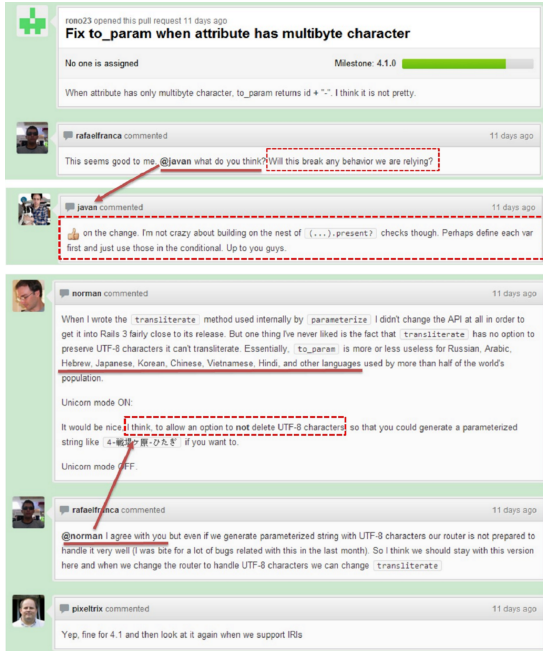 rono23 opened this pull request 11 days ago
Fix to_param when attribute has multibyte character
No one is assigned
Milestone: 4.1.0
When attribute has only multibyte character, to_param returns id + "-". I think it is not pretty.
rafaelfranca commented
11 days ago
This seems good to me. @javan what do you think? Will this break any behavior we are relying?
javan commented
11 days ago
👍 on the change. I'm not crazy about building on the nest of (...).present? checks though. Perhaps define each var
first and just use those in the conditional. Up to you guys.
norman commented
11 days ago
When I wrote the transliterate method used internally by parameterize I didn't change the API at all in order to
get it into Rails 3 fairly close to its release. But one thing I've never liked is the fact that transliterate has no option to
preserve UTF-8 characters it can't transliterate. Essentially, to_param is more or less useless for Russian, Arabic,
Hebrew, Japanese, Korean, Chinese, Vietnamese, Hindi, and other languages used by more than half of the world's
population.
Unicorn mode ON:
It would be nice, I think, to allow an option to not delete UTF-8 characters so that you could generate a parameterized
string like 4-戦場ヶ原-ひたぎ if you want to.
Unicorn mode OFF.
rafaelfranca commented
11 days ago
@norman I agree with you but even if we generate parameterized string with UTF-8 characters our router is not prepared to
handle it very well (I was bite for a lot of bugs related with this in the last month). So I think we should stay with this version
here and when we change the router to handle UTF-8 characters we can change transliterate
pixeltrix commented
11 days ago
Yep, fine for 4.1 and then look at it again when we support IRIs